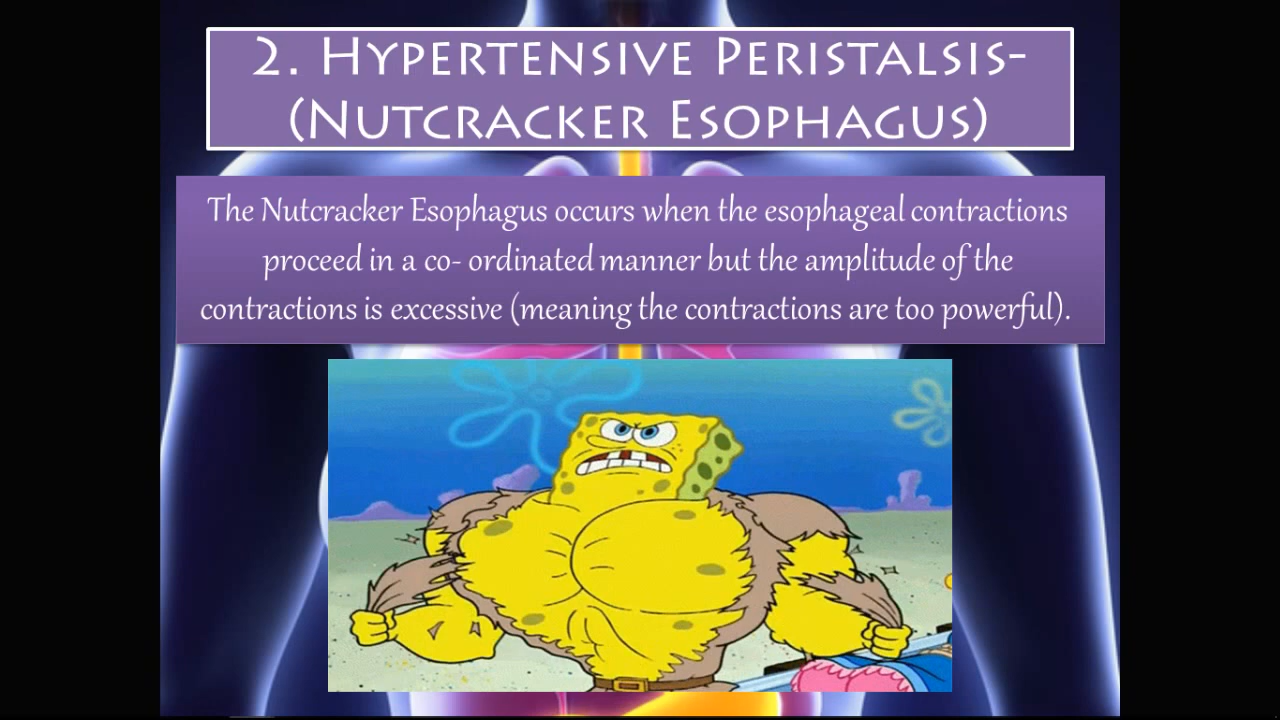 2. Hypertensive Peristalsis-
(Nutcracker Esophagus)
The Nutcracker Esophagus occurs when the esophageal contractions
proceed in a co- ordinated manner but the amplitude of the
contractions is excessive (meaning the contractions are too powerful).